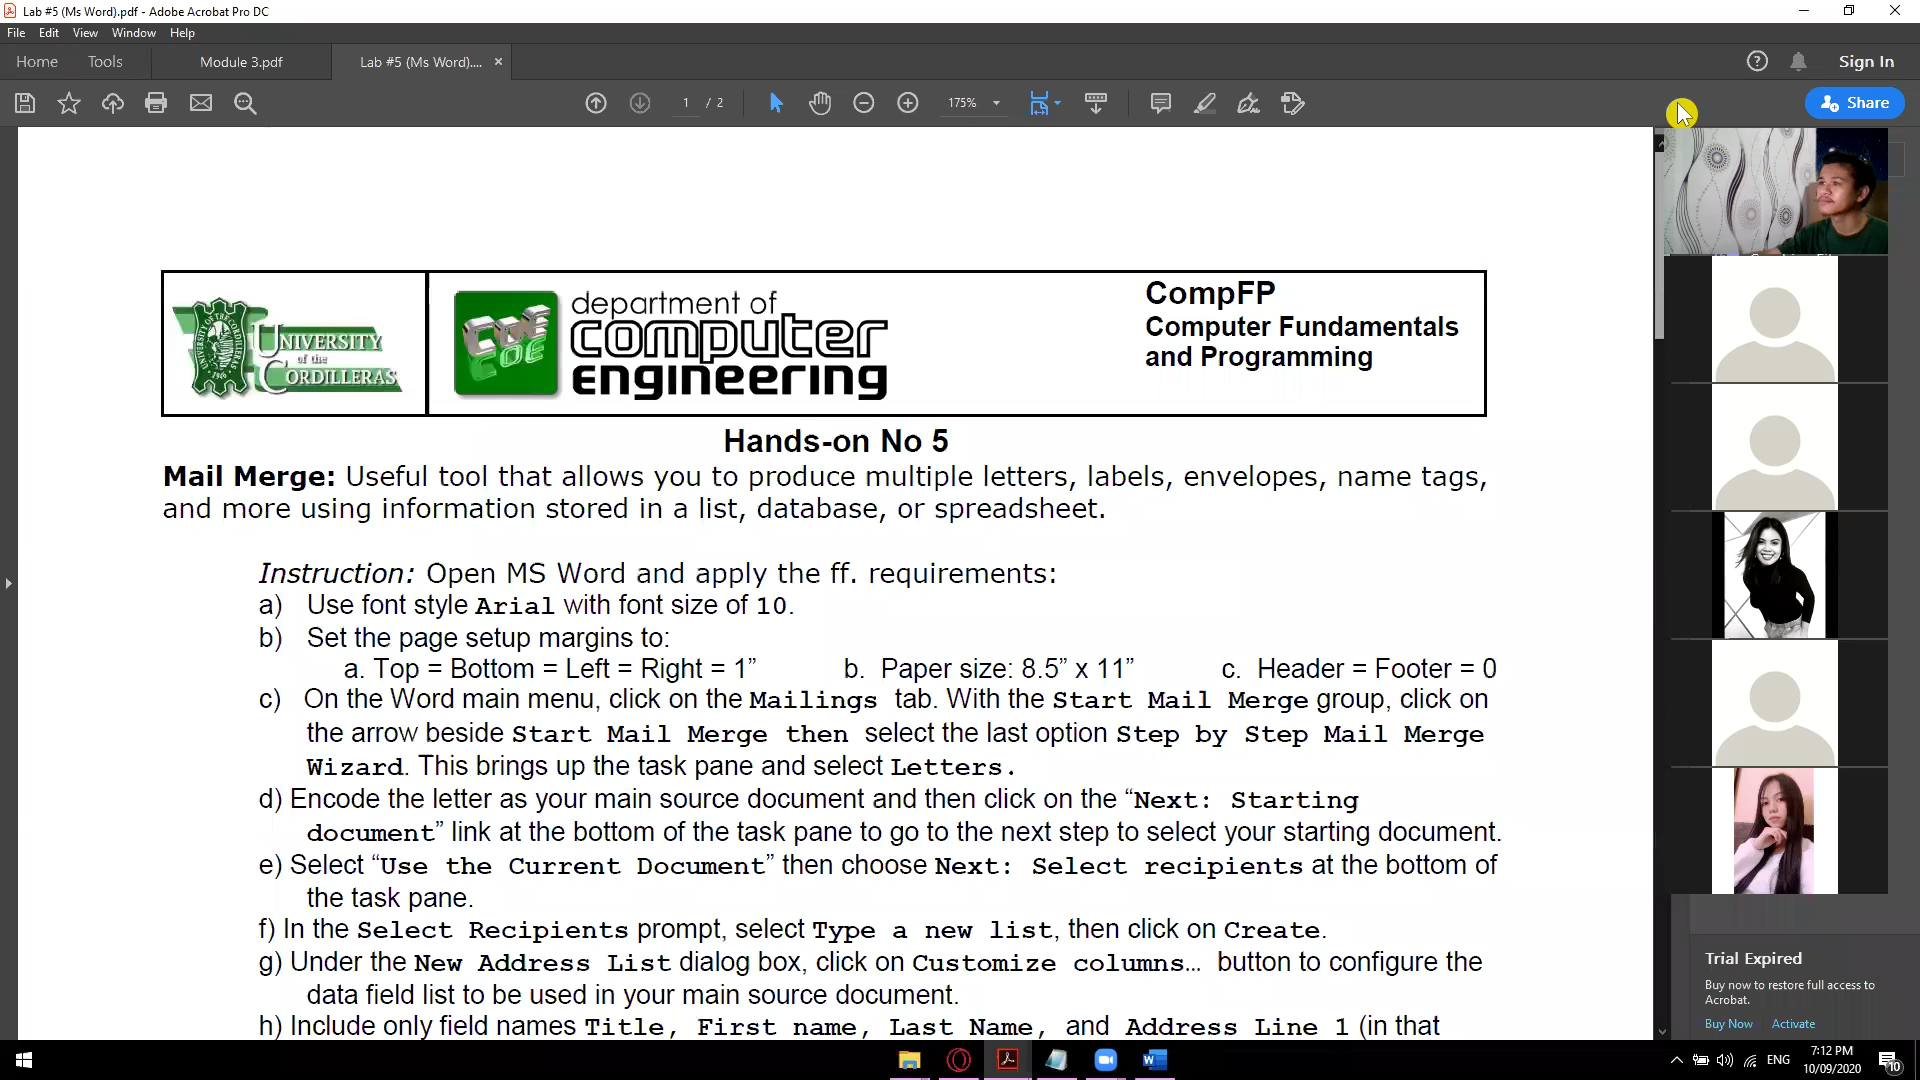 Lab #5 (Ms Word).pdf - Adobe Acrobat Pro DC
File Edit View Window Help
Home Tools Module 3.pdf Lab #5 (Ms Word).... × Sign In
1 / 2 175% Share
UNIVERSITY
of the
CORDILLERAS
COE
COE
department of
computer
engineering
CompFP
Computer Fundamentals
and Programming
Hands-on No 5
Mail Merge: Useful tool that allows you to produce multiple letters, labels, envelopes, name tags,
and more using information stored in a list, database, or spreadsheet.
Instruction: Open MS Word and apply the ff. requirements:
a) Use font style Arial with font size of 10.
b) Set the page setup margins to:
a. Top = Bottom = Left = Right = 1” b. Paper size: 8.5” x 11” c. Header = Footer = 0
c) On the Word main menu, click on the Mailings tab. With the Start Mail Merge group, click on
the arrow beside Start Mail Merge then select the last option Step by Step Mail Merge
Wizard. This brings up the task pane and select Letters.
d) Encode the letter as your main source document and then click on the “Next: Starting
document” link at the bottom of the task pane to go to the next step to select your starting document.
e) Select “Use the Current Document” then choose Next: Select recipients at the bottom of
the task pane.
f) In the Select Recipients prompt, select Type a new list, then click on Create.
g) Under the New Address List dialog box, click on Customize columns… button to configure the
data field list to be used in your main source document.
h) Include only field names Title, First name, Last Name, and Address Line 1 (in that
Trial Expired
Buy now to restore full access to
Acrobat.
Buy Now Activate
ENG
7:12 PM
10/09/2020
10